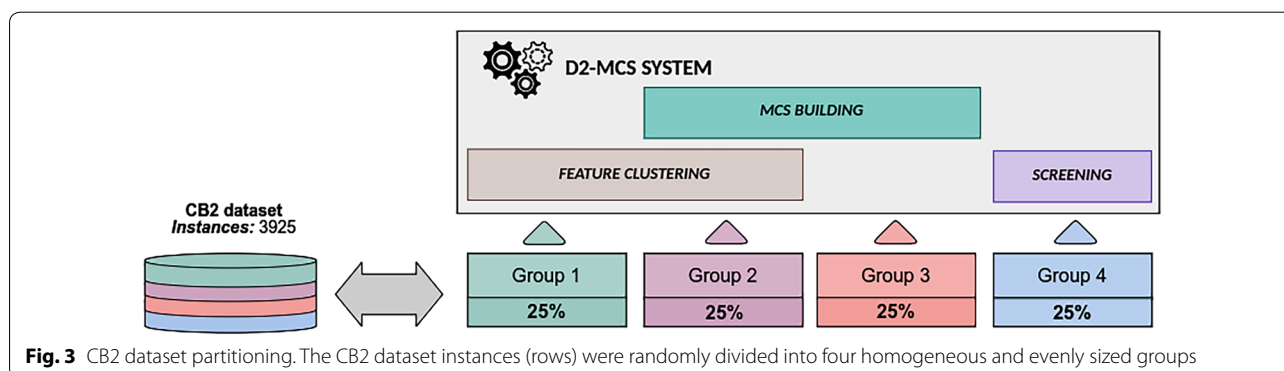 D2-MCS SYSTEM
MCS BUILDING
FEATURE CLUSTERING
SCREENING
CB2 dataset
Instances: 3925
Group 1
Group 2
Group 3
Group 4
25%
25%
25%
25%
Fig. 3 CB2 dataset partitioning. The CB2 dataset instances (rows) were randomly divided into four homogeneous and evenly sized groups